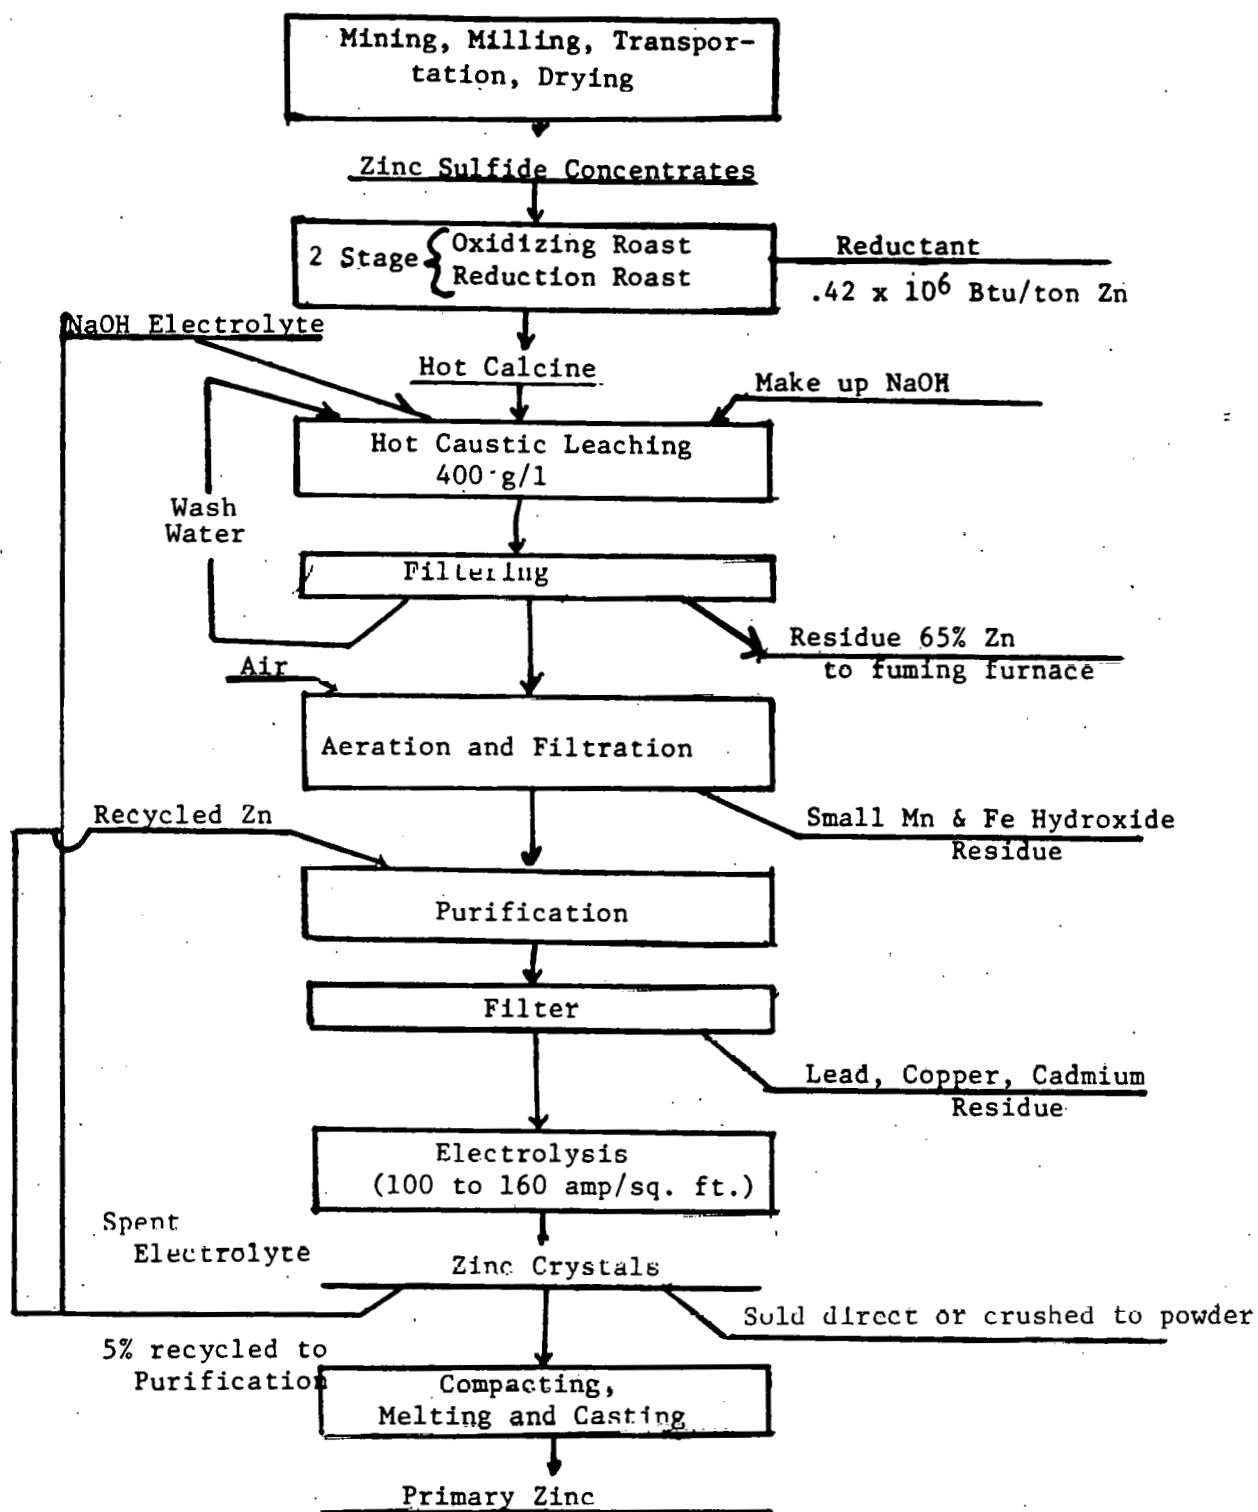 Mining, Milling, Transpor-
tation, Drying
Zinc Sulfide Concentrates
2 Stage { Oxidizing Roast
Reduction Roast
Reductant
.42 x 10⁶ Btu/ton Zn
NaOH Electrolyte
Hot Calcine
Make up NaOH
Hot Caustic Leaching
400 g/l
Wash
Water
Filtering
Residue 65% Zn
to fuming furnace
Air
Aeration and Filtration
Recycled Zn
Small Mn & Fe Hydroxide
Residue
Purification
Filter
Lead, Copper, Cadmium
Residue
Electrolysis
(100 to 160 amp/sq. ft.)
Spent
Electrolyte
Zinc Crystals
Sold direct or crushed to powder
5% recycled to
Purification
Compacting,
Melting and Casting
Primary Zinc